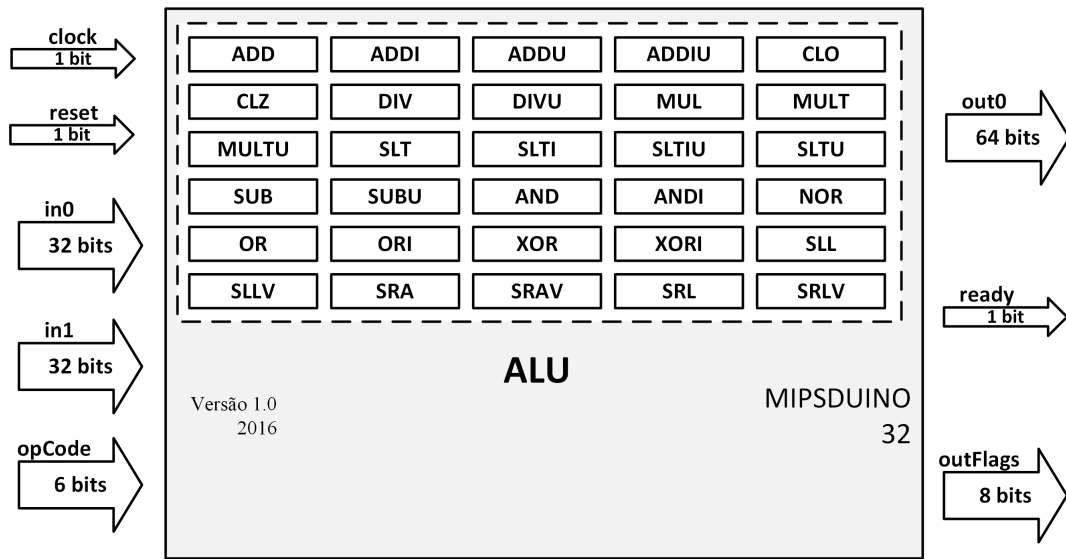 clock
1 bit
reset
1 bit
in0
32 bits
in1
32 bits
opCode
6 bits
ADD ADDI ADDU ADDIU CLO
CLZ DIV DIVU MUL MULT
MULTU SLT SLTI SLTIU SLTU
SUB SUBU AND ANDI NOR
OR ORI XOR XORI SLL
SLLV SRA SRAV SRL SRLV
ALU
Versão 1.0
2016
MIPSDUINO
32
out0
64 bits
ready
1 bit
outFlags
8 bits